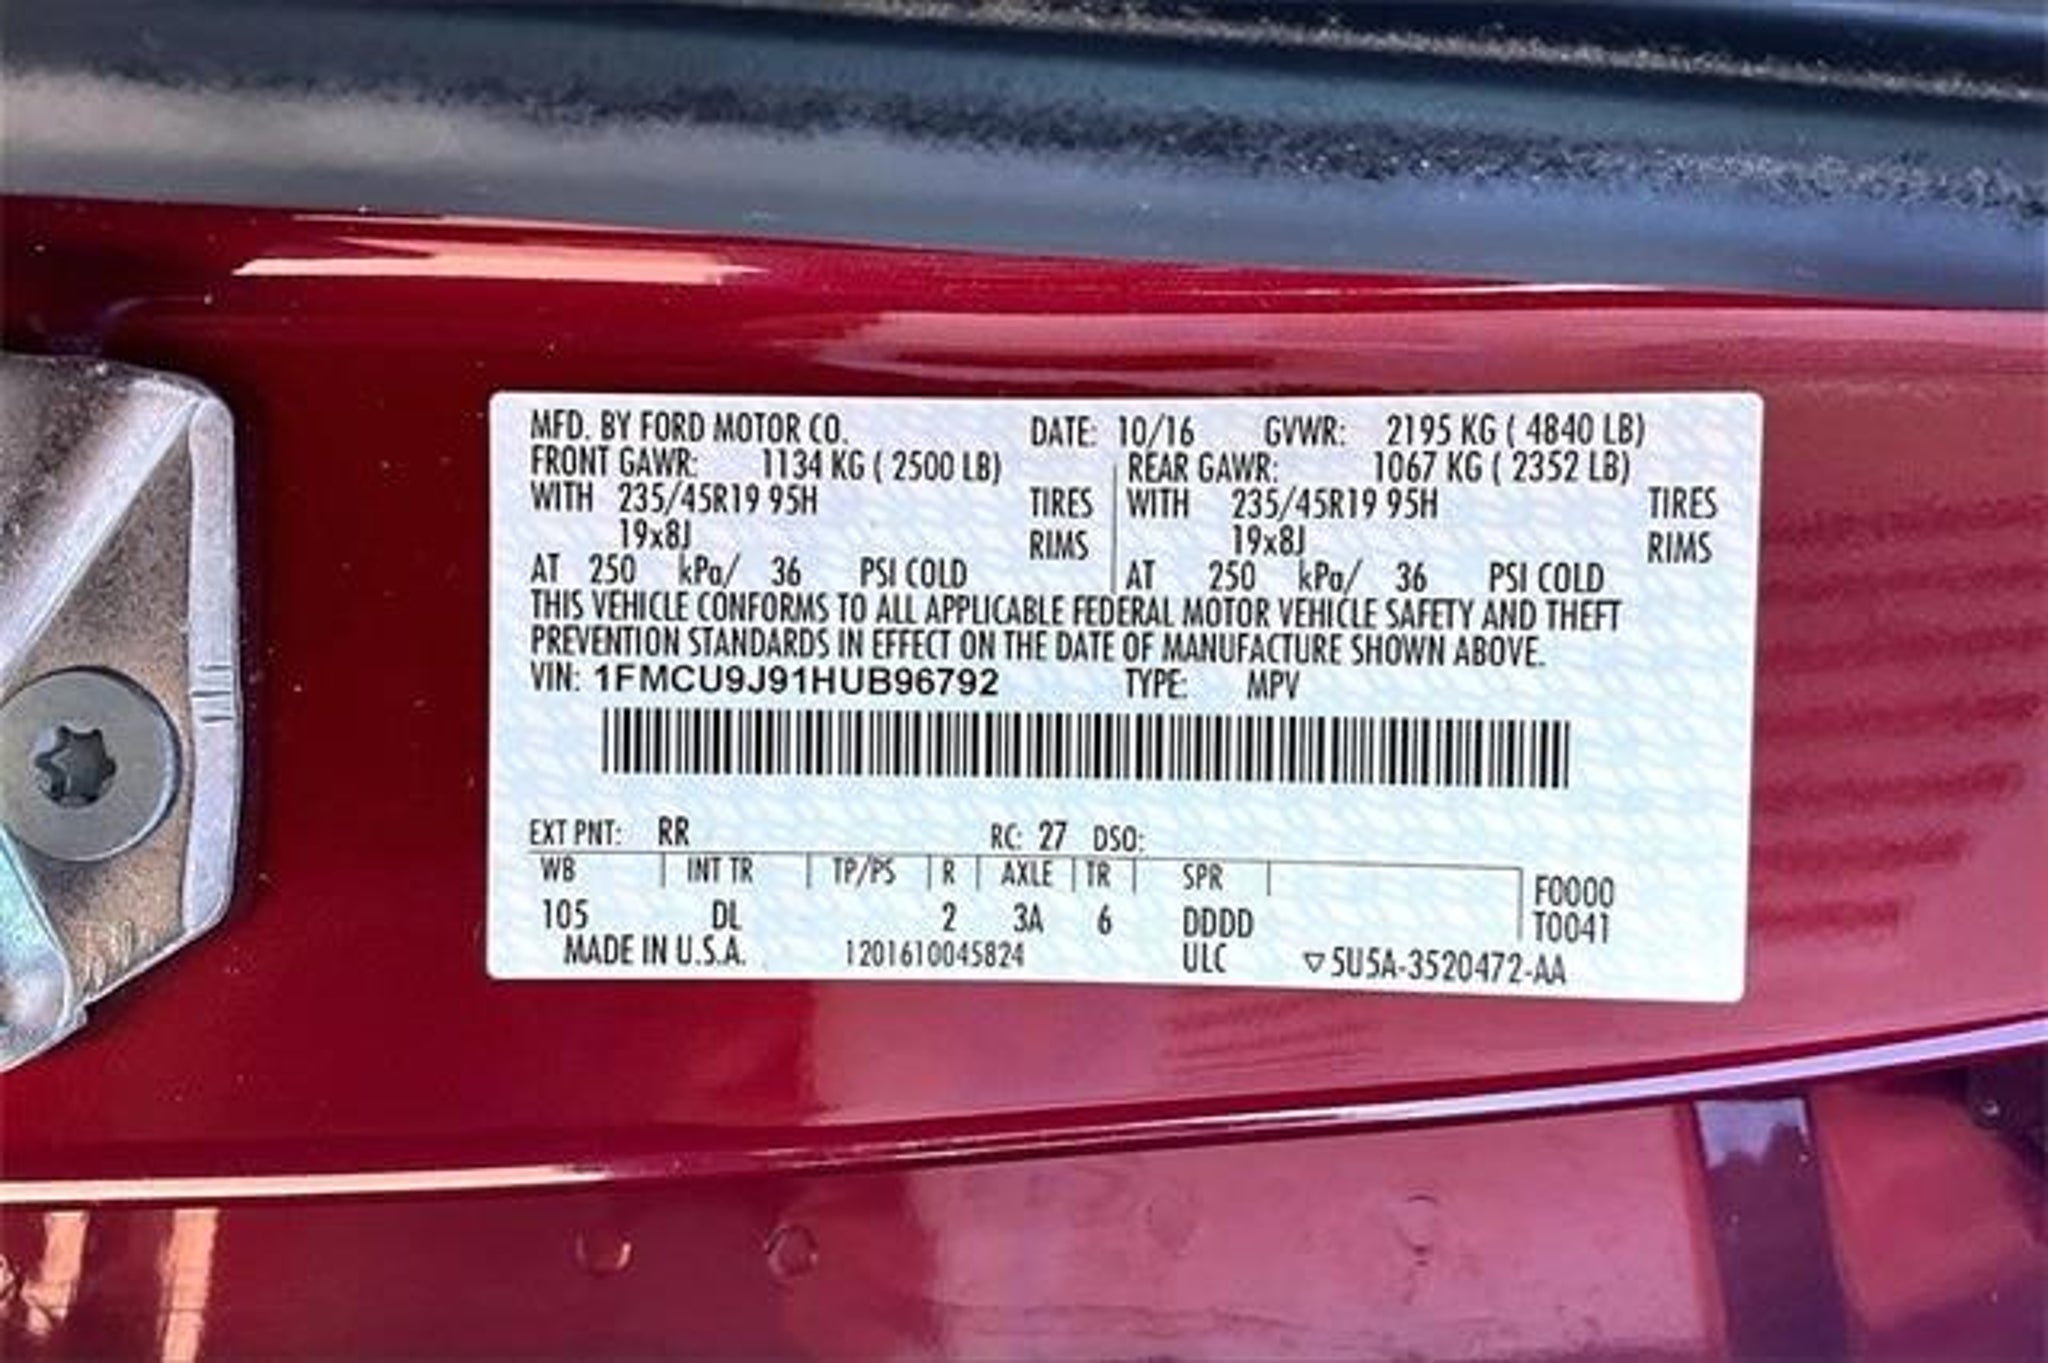 MFD. BY FORD MOTOR CO. DATE: 10/16 GVWR: 2195 KG ( 4840 LB)
FRONT GAWR: 1134 KG ( 2500 LB) REAR GAWR: 1067 KG ( 2352 LB)
WITH 235/45R19 95H TIRES WITH 235/45R19 95H TIRES
19x8J RIMS 19x8J RIMS
AT 250 kPa/ 36 PSI COLD AT 250 kPa/ 36 PSI COLD
THIS VEHICLE CONFORMS TO ALL APPLICABLE FEDERAL MOTOR VEHICLE SAFETY AND THEFT
PREVENTION STANDARDS IN EFFECT ON THE DATE OF MANUFACTURE SHOWN ABOVE.
VIN: 1FMCU9J91HUB96792 TYPE: MPV
EXT PNT: RR RC: 27 DSO:
WB INT TR TP/PS R AXLE TR SPR F0000
105 DL 2 3A 6 DDDD T0041
MADE IN U.S.A. 1201610045824 ULC ▽5U5A-3520472-AA